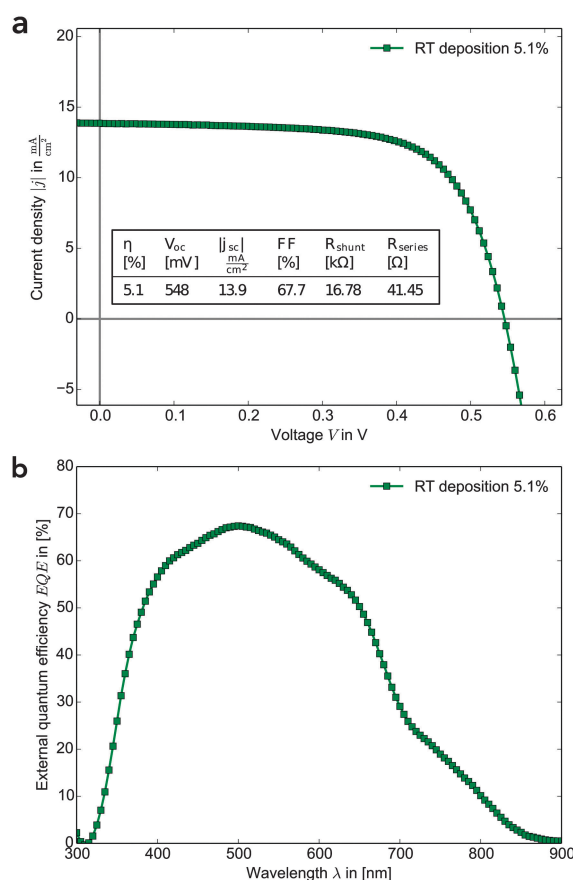 a
RT deposition 5.1%
Current density |j| in mA/cm²
20
15
10
5
0
−5
η Voc |jsc| FF Rshunt Rseries
[%] [mV] mA/cm² [%] [kΩ] [Ω]
5.1 548 13.9 67.7 16.78 41.45
0.0 0.1 0.2 0.3 0.4 0.5 0.6
Voltage V in V
b
RT deposition 5.1%
External quantum efficiency EQE in [%]
80
70
60
50
40
30
20
10
0
300 400 500 600 700 800 900
Wavelength λ in [nm]